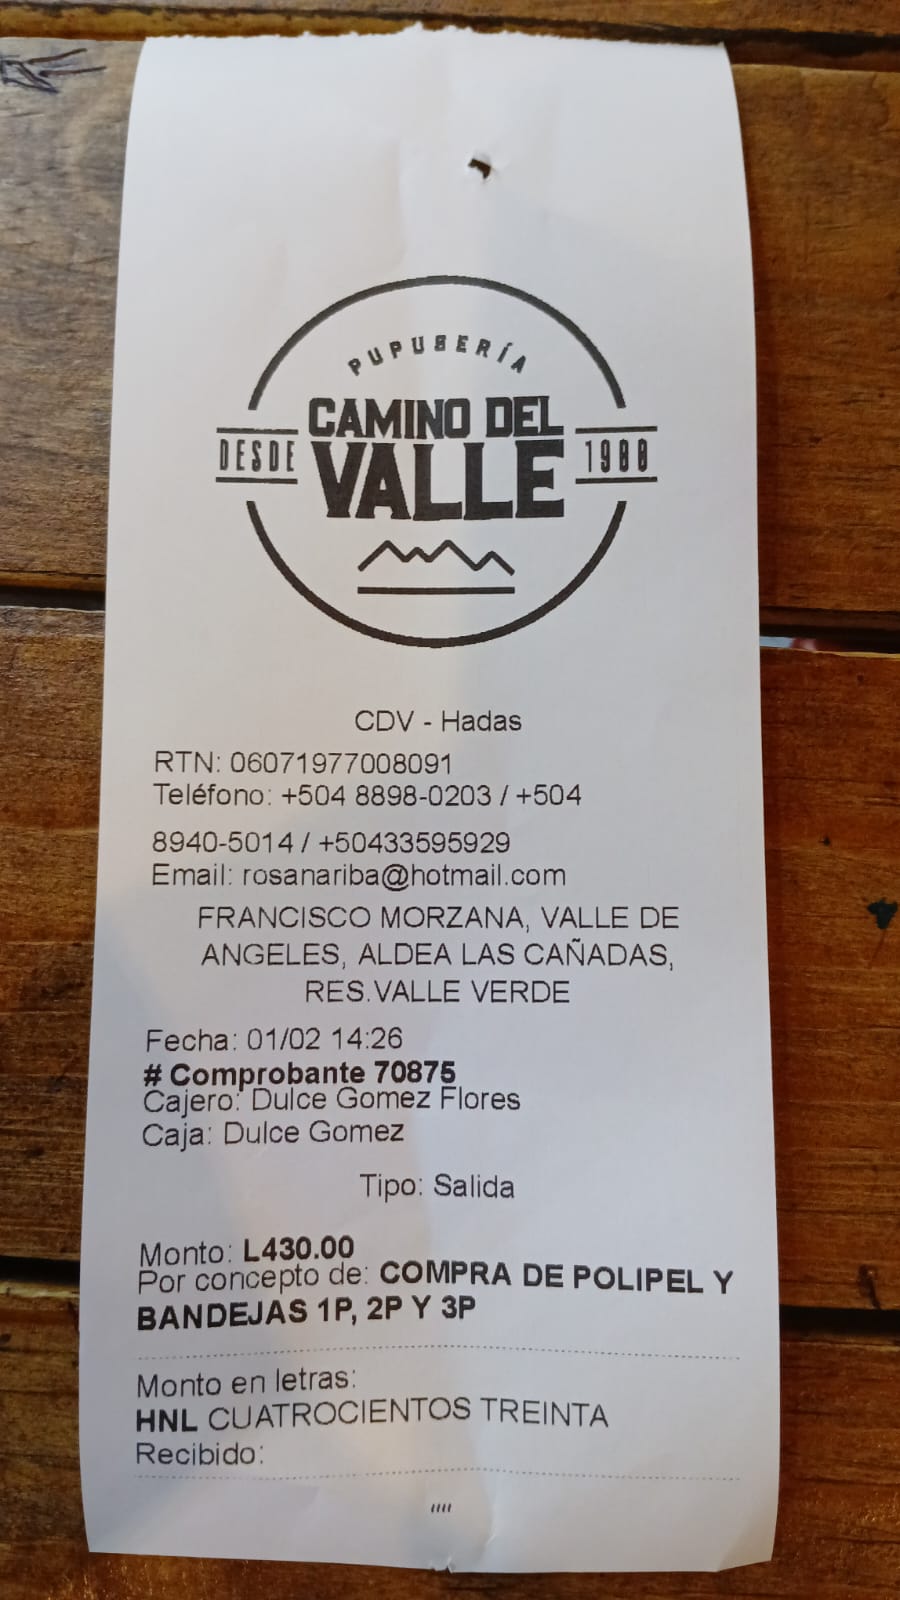 PUPUSERÍA
CAMINO DEL
DESDE VALLE 1988
CDV - Hadas
RTN: 06071977008091
Teléfono: +504 8898-0203 / +504
8940-5014 / +50433595929
Email: rosanariba@hotmail.com
FRANCISCO MORZANA, VALLE DE
ANGELES, ALDEA LAS CAÑADAS,
RES.VALLE VERDE
Fecha: 01/02 14:26
# Comprobante 70875
Cajero: Dulce Gomez Flores
Caja: Dulce Gomez
Tipo: Salida
Monto: L430.00
Por concepto de: COMPRA DE POLIPEL Y
BANDEJAS 1P, 2P Y 3P
Monto en letras:
HNL CUATROCIENTOS TREINTA
Recibido:
////